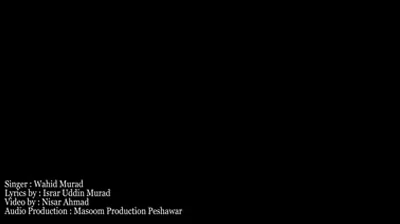 Singer : Wahid Murad
Lyrics by : Israr Uddin Murad
Video by : Nisar Ahmad
Audio Production : Masoom Production Peshawar